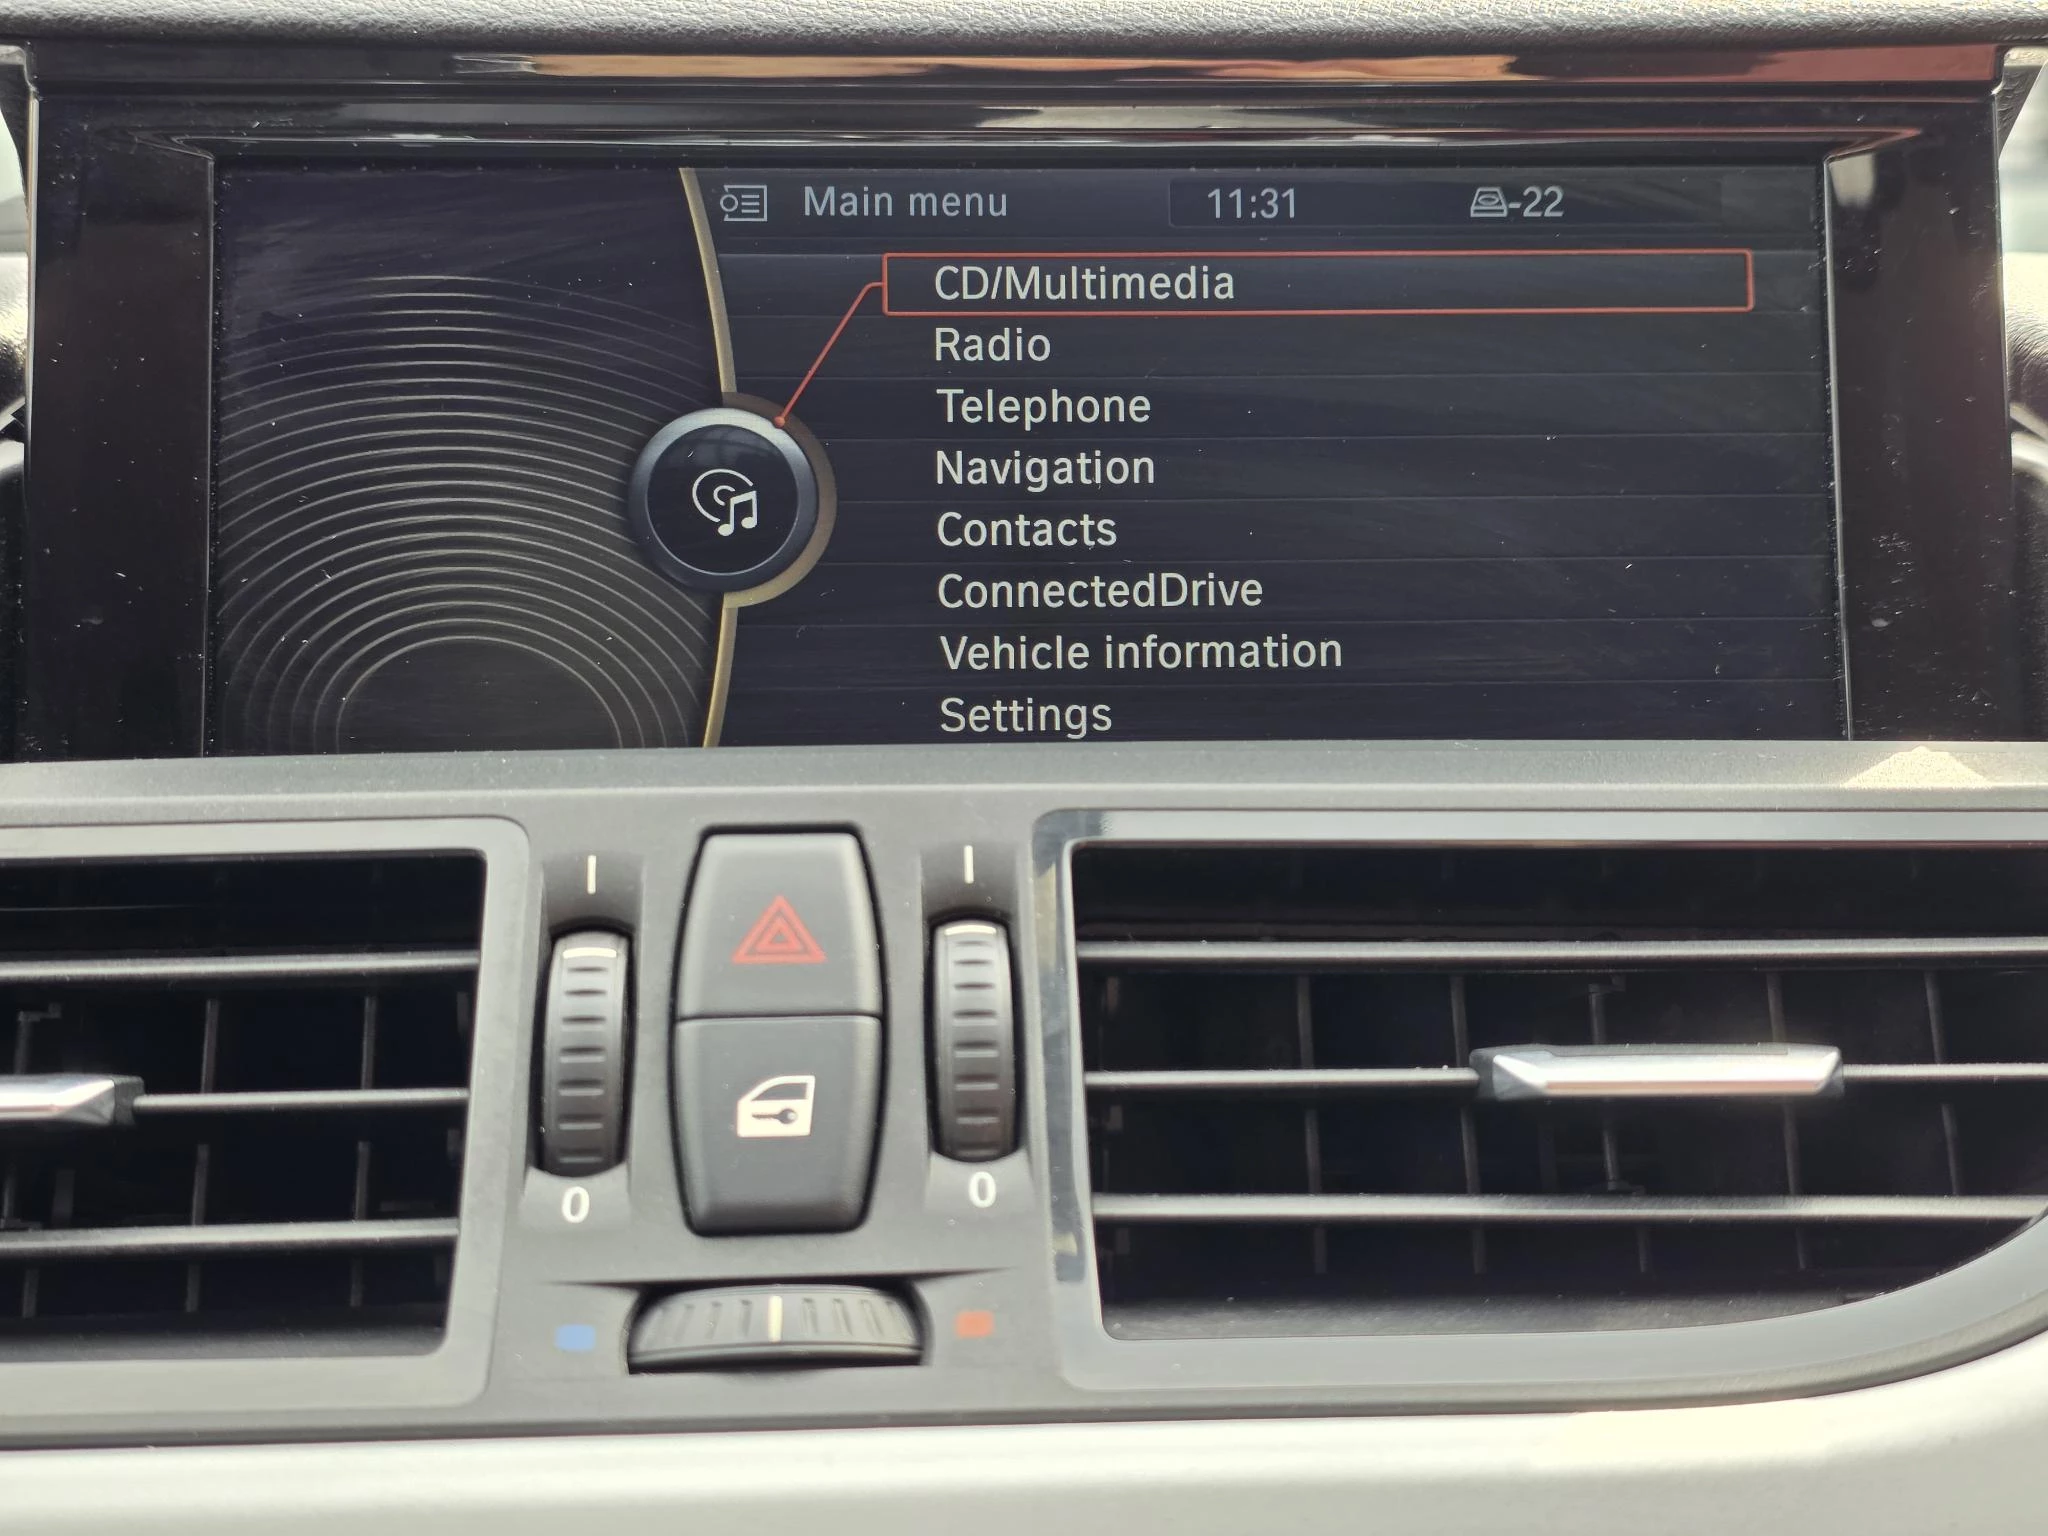 Main menu 11:31 -22
CD/Multimedia
Radio
Telephone
Navigation
Contacts
ConnectedDrive
Vehicle information
Settings
I I
0 0